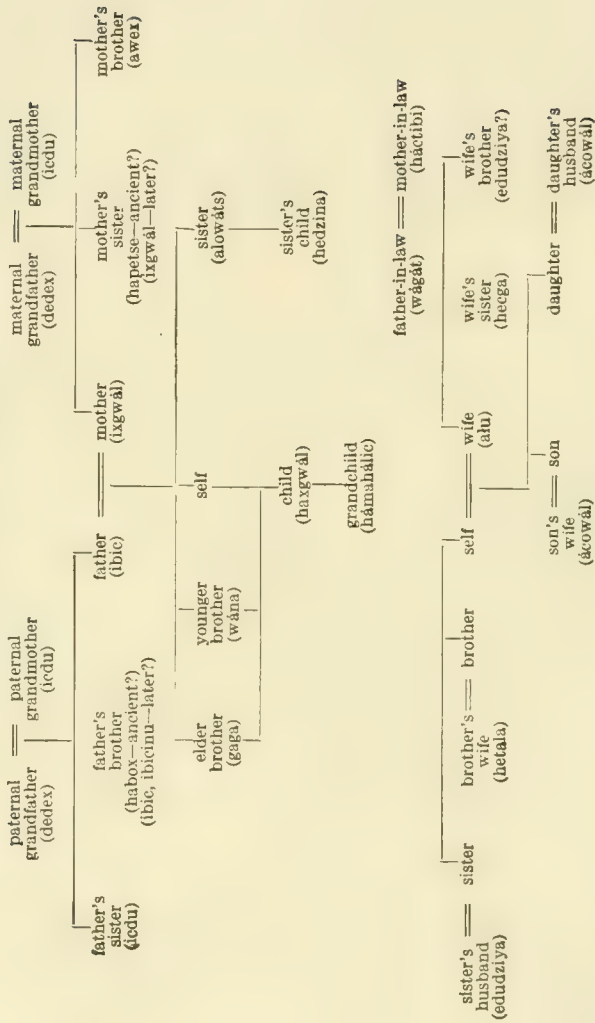 paternal
grandfather
(dedex)
paternal
grandmother
(icdu)
maternal
grandfather
(dedex)
maternal
grandmother
(icdu)
father's
sister
(icdu)
father's
brother
(habox—ancient?)
(ibic, ibicinu—later?)
father
(ibic)
mother
(ixgwál)
mother's
sister
(hapetse—ancient?)
(ixgwál—later?)
mother's
brother
(awex)
elder
brother
(gaga)
younger
brother
(wána)
self
sister
(alowáts)
child
(haxgwál)
sister's
child
(hedzina)
grandchild
(hámahálic)
father-in-law
(wágát)
mother-in-law
(háctibi)
sister's
husband
(edudziya)
sister
brother's
wife
(hetala)
brother
self
wife
(ału)
wife's
sister
(hecga)
wife's
brother
(edudziya?)
son's
wife
(ácowál)
son
daughter
daughter's
husband
(ácowál)